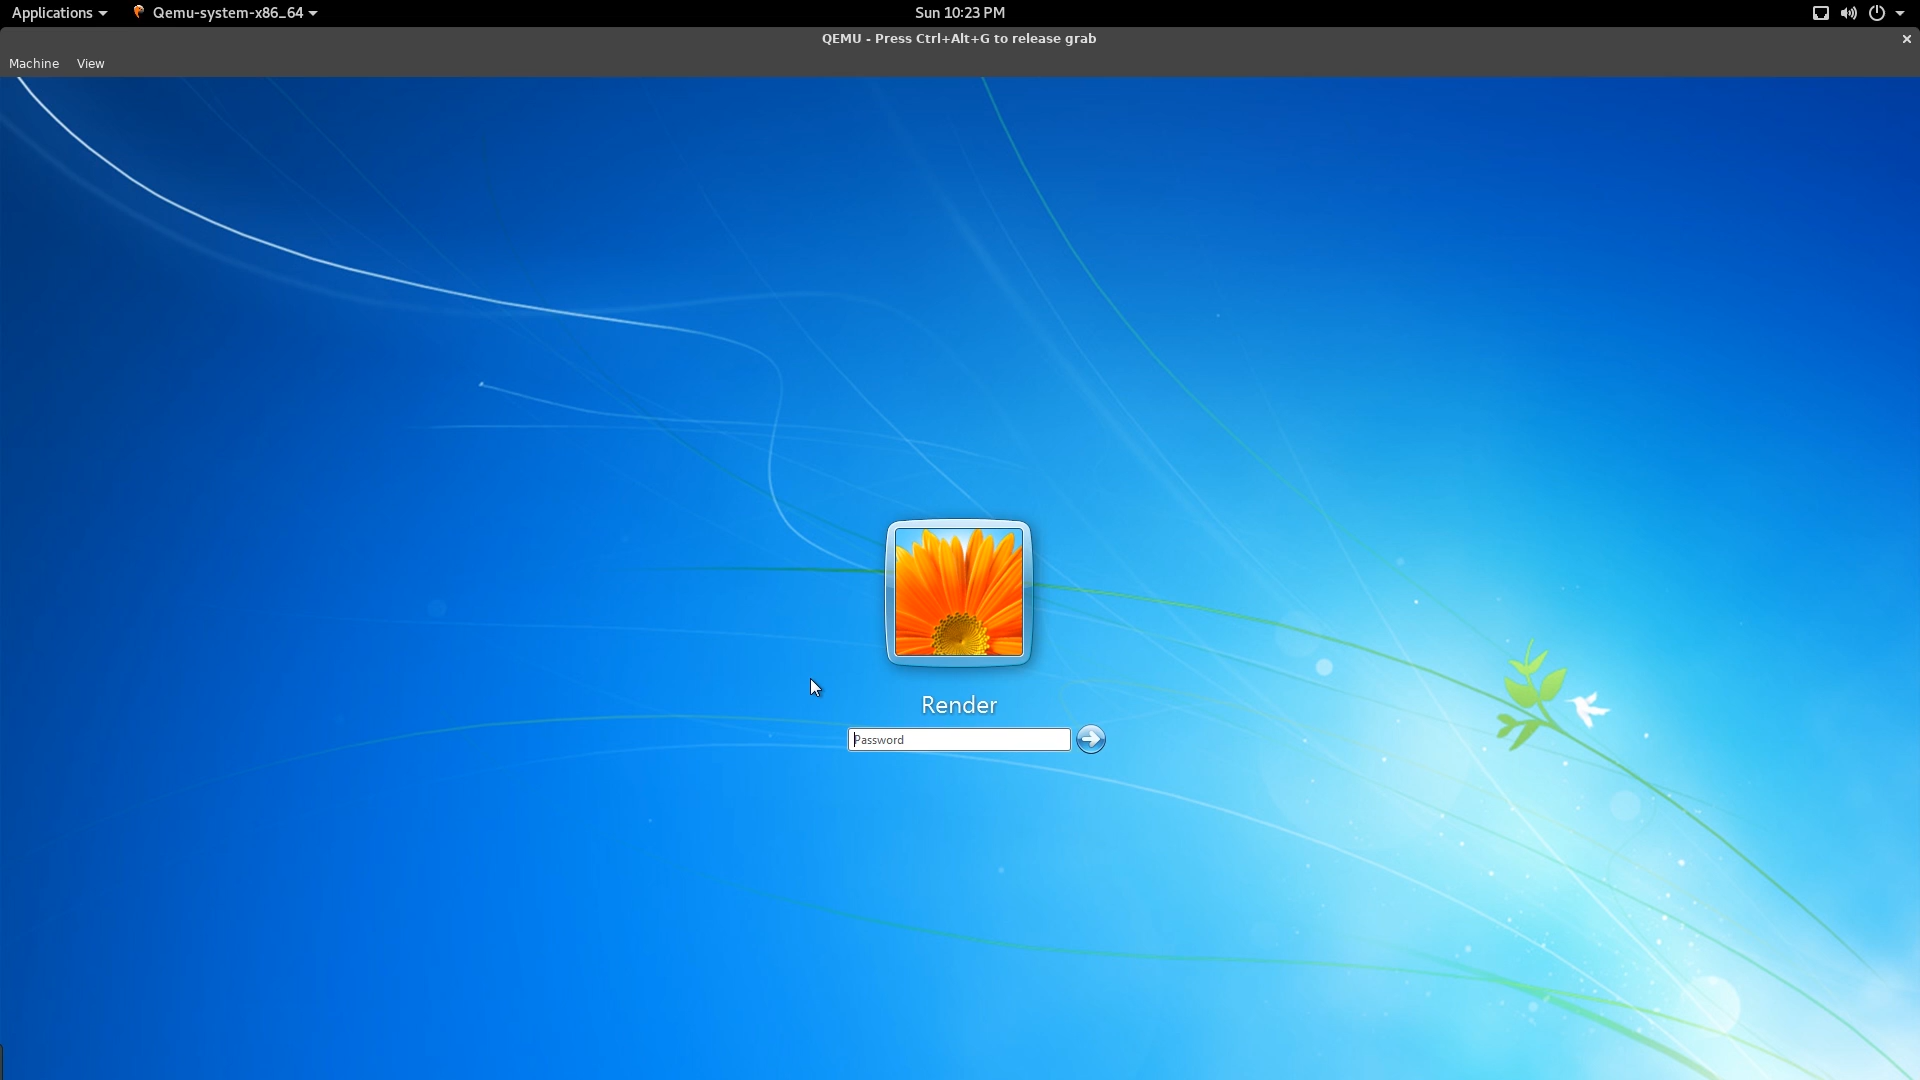 Applications Qemu-system-x86_64 Sun 10:23 PM
QEMU - Press Ctrl+Alt+G to release grab
Machine View
Render
Password